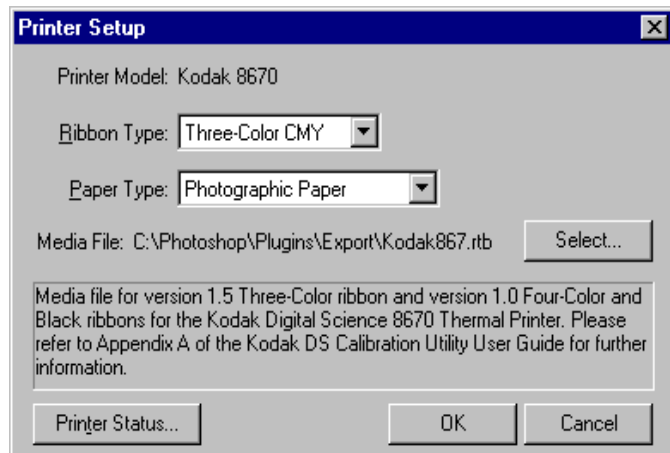 Printer Setup
Printer Model: Kodak 8670
Ribbon Type: Three-Color CMY
Paper Type: Photographic Paper
Media File: C:\Photoshop\Plugins\Export\Kodak867.rtb Select...
Media file for version 1.5 Three-Color ribbon and version 1.0 Four-Color and
Black ribbons for the Kodak Digital Science 8670 Thermal Printer. Please
refer to Appendix A of the Kodak DS Calibration Utility User Guide for further
information.
Printer Status... OK Cancel